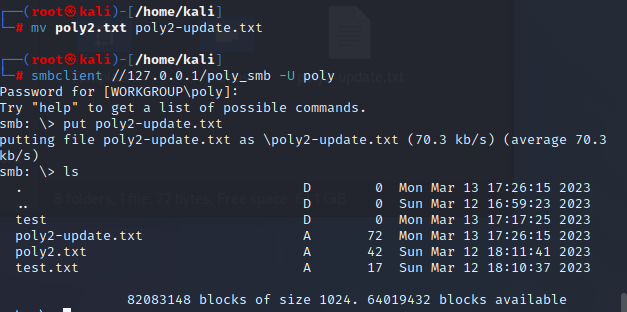 ┌──(root㉿kali)-[/home/kali]
└─# mv poly2.txt poly2-update.txt
┌──(root㉿kali)-[/home/kali]
└─# smbclient //127.0.0.1/poly_smb -U poly
Password for [WORKGROUP\poly]:
Try "help" to get a list of possible commands.
smb: \> put poly2-update.txt
putting file poly2-update.txt as \poly2-update.txt (70.3 kb/s) (average 70.3
kb/s)
smb: \> ls
  .                                   D        0  Mon Mar 13 17:26:15 2023
  ..                                  D        0  Sun Mar 12 16:59:23 2023
  test                                D        0  Mon Mar 13 17:17:25 2023
  poly2-update.txt                    A       72  Mon Mar 13 17:26:15 2023
  poly2.txt                           A       42  Sun Mar 12 18:11:41 2023
  test.txt                            A       17  Sun Mar 12 18:10:37 2023
                82083148 blocks of size 1024. 64019432 blocks available